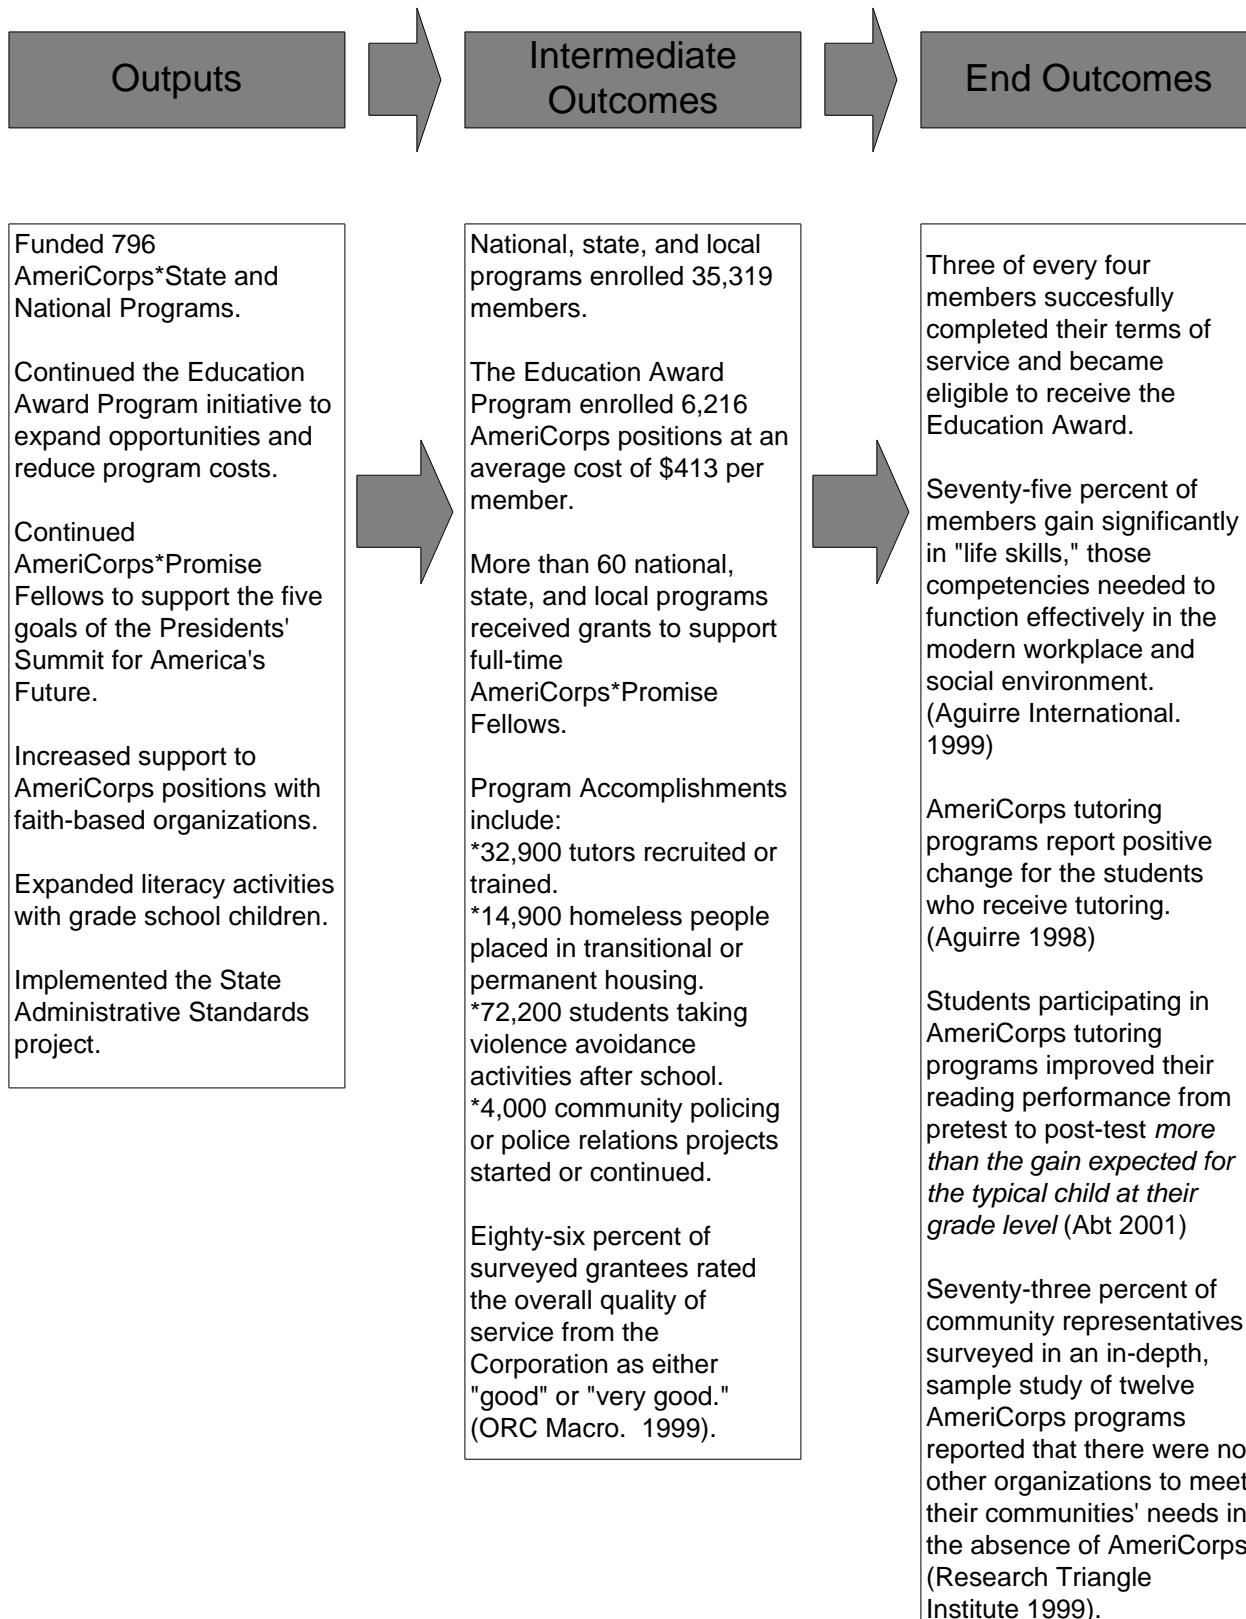 Outputs
Intermediate
Outcomes
End Outcomes
Funded 796
AmeriCorps*State and
National Programs.
Continued the Education
Award Program initiative to
expand opportunities and
reduce program costs.
Continued
AmeriCorps*Promise
Fellows to support the five
goals of the Presidents'
Summit for America's
Future.
Increased support to
AmeriCorps positions with
faith-based organizations.
Expanded literacy activities
with grade school children.
Implemented the State
Administrative Standards
project.
National, state, and local
programs enrolled 35,319
members.
The Education Award
Program enrolled 6,216
AmeriCorps positions at an
average cost of $413 per
member.
More than 60 national,
state, and local programs
received grants to support
full-time
AmeriCorps*Promise
Fellows.
Program Accomplishments
include:
*32,900 tutors recruited or
trained.
*14,900 homeless people
placed in transitional or
permanent housing.
*72,200 students taking
violence avoidance
activities after school.
*4,000 community policing
or police relations projects
started or continued.
Eighty-six percent of
surveyed grantees rated
the overall quality of
service from the
Corporation as either
"good" or "very good."
(ORC Macro.  1999).
Three of every four
members succesfully
completed their terms of
service and became
eligible to receive the
Education Award.
Seventy-five percent of
members gain significantly
in "life skills," those
competencies needed to
function effectively in the
modern workplace and
social environment.
(Aguirre International.
1999)
AmeriCorps tutoring
programs report positive
change for the students
who receive tutoring.
(Aguirre 1998)
Students participating in
AmeriCorps tutoring
programs improved their
reading performance from
pretest to post-test more
than the gain expected for
the typical child at their
grade level (Abt 2001)
Seventy-three percent of
community representatives
surveyed in an in-depth,
sample study of twelve
AmeriCorps programs
reported that there were no
other organizations to meet
their communities' needs in
the absence of AmeriCorps
(Research Triangle
Institute 1999).